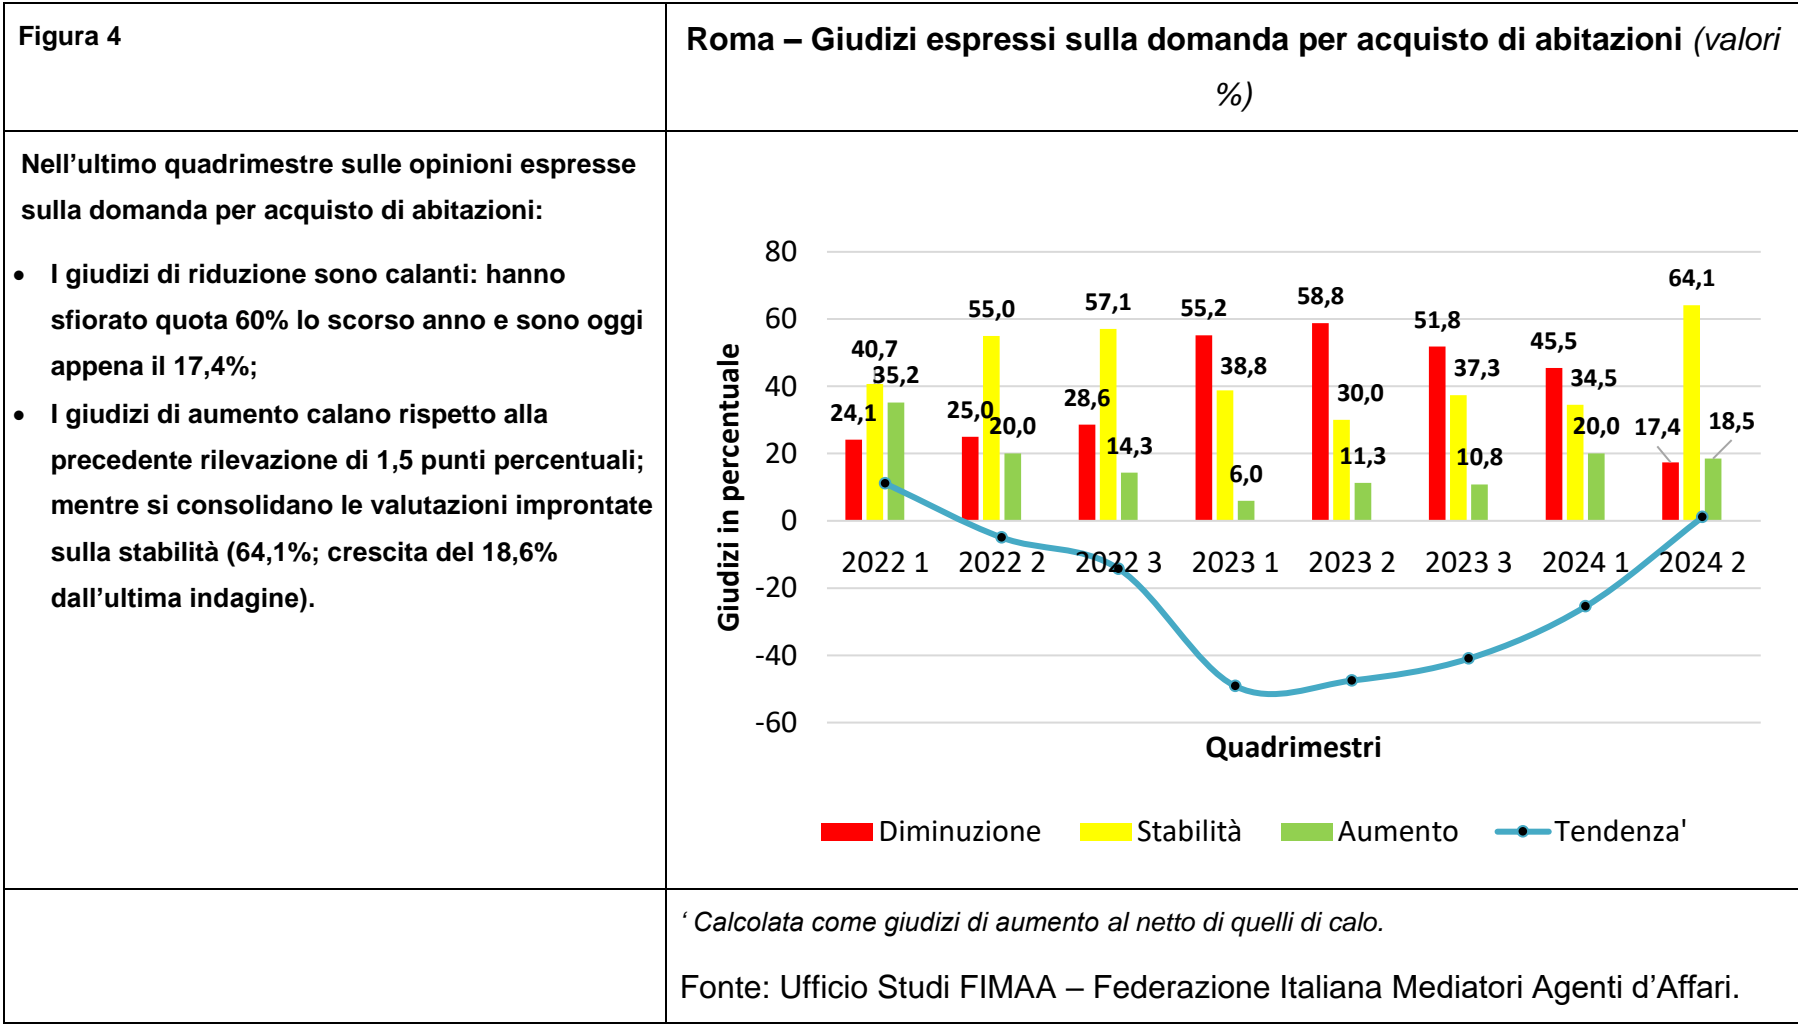 Figura 4
Roma – Giudizi espressi sulla domanda per acquisto di abitazioni (valori
%)
Nell’ultimo quadrimestre sulle opinioni espresse
sulla domanda per acquisto di abitazioni:
• I giudizi di riduzione sono calanti: hanno
sfiorato quota 60% lo scorso anno e sono oggi
appena il 17,4%;
• I giudizi di aumento calano rispetto alla
precedente rilevazione di 1,5 punti percentuali;
mentre si consolidano le valutazioni improntate
sulla stabilità (64,1%; crescita del 18,6%
dall’ultima indagine).
Giudizi in percentuale
80
60
40
20
0
-20
-40
-60
24,1 40,7 35,2
25,0 55,0 20,0
28,6 57,1 14,3
55,2 38,8 6,0
58,8 30,0 11,3
51,8 37,3 10,8
45,5 34,5 20,0
17,4 64,1 18,5
2022 1 2022 2 2022 3 2023 1 2023 2 2023 3 2024 1 2024 2
Quadrimestri
Diminuzione Stabilità Aumento Tendenza'
‘ Calcolata come giudizi di aumento al netto di quelli di calo.
Fonte: Ufficio Studi FIMAA – Federazione Italiana Mediatori Agenti d’Affari.